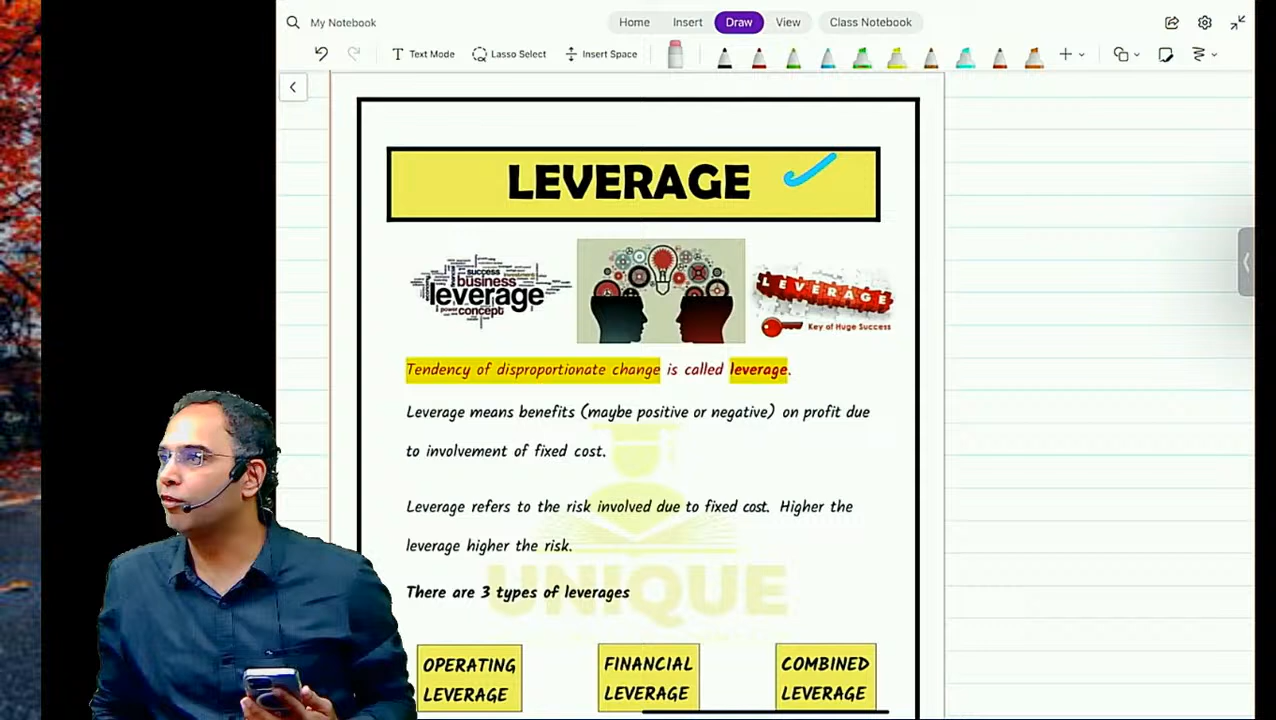 My Notebook
Home Insert Draw View Class Notebook
Text Mode Lasso Select Insert Space
LEVERAGE
success
business
leverage
power
concept
LEVERAGE
Key of Huge Success
Tendency of disproportionate change is called leverage.
Leverage means benefits (maybe positive or negative) on profit due
to involvement of fixed cost.
Leverage refers to the risk involved due to fixed cost. Higher the
leverage higher the risk.
UNIQUE
There are 3 types of leverages
OPERATING
LEVERAGE
FINANCIAL
LEVERAGE
COMBINED
LEVERAGE